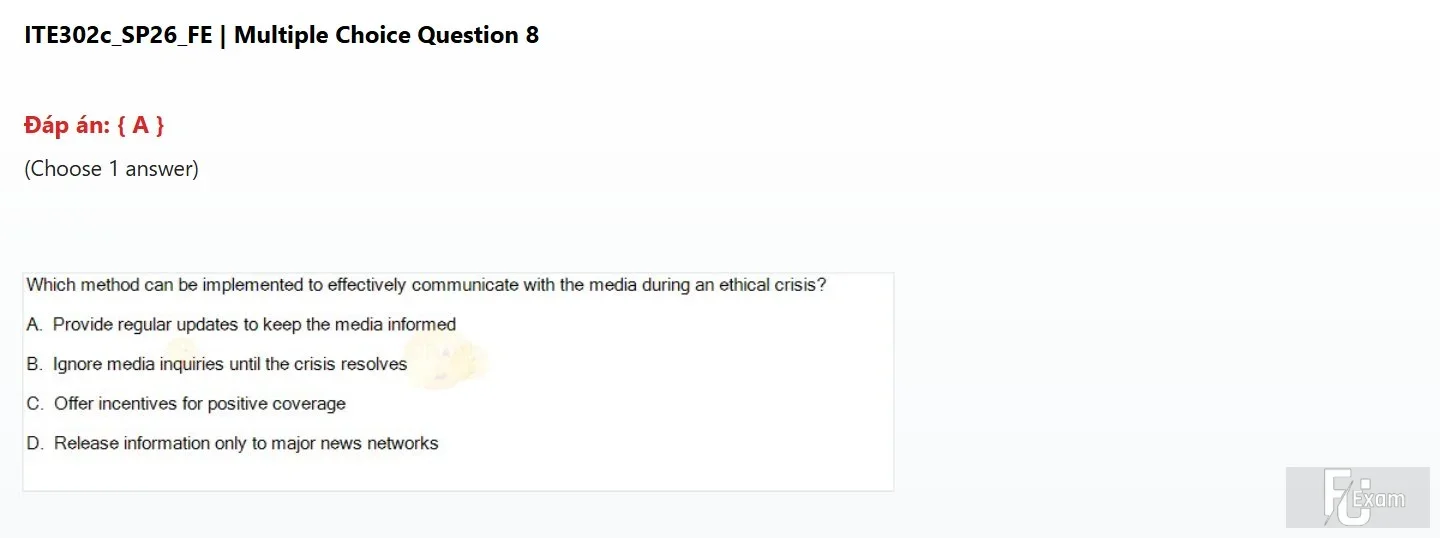 ITE302c_SP26_FE | Multiple Choice Question 8
Đáp án: { A }
(Choose 1 answer)
Which method can be implemented to effectively communicate with the media during an ethical crisis?
A. Provide regular updates to keep the media informed
B. Ignore media inquiries until the crisis resolves
C. Offer incentives for positive coverage
D. Release information only to major news networks
FU Exam